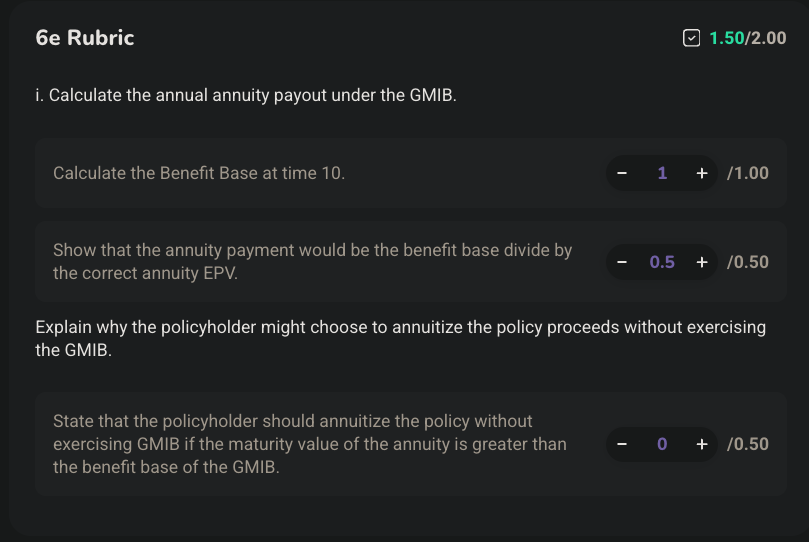 6e Rubric
1.50/2.00
i. Calculate the annual annuity payout under the GMIB.
Calculate the Benefit Base at time 10.
− 1 + /1.00
Show that the annuity payment would be the benefit base divide by
the correct annuity EPV.
− 0.5 + /0.50
Explain why the policyholder might choose to annuitize the policy proceeds without exercising
the GMIB.
State that the policyholder should annuitize the policy without
exercising GMIB if the maturity value of the annuity is greater than
the benefit base of the GMIB.
− 0 + /0.50